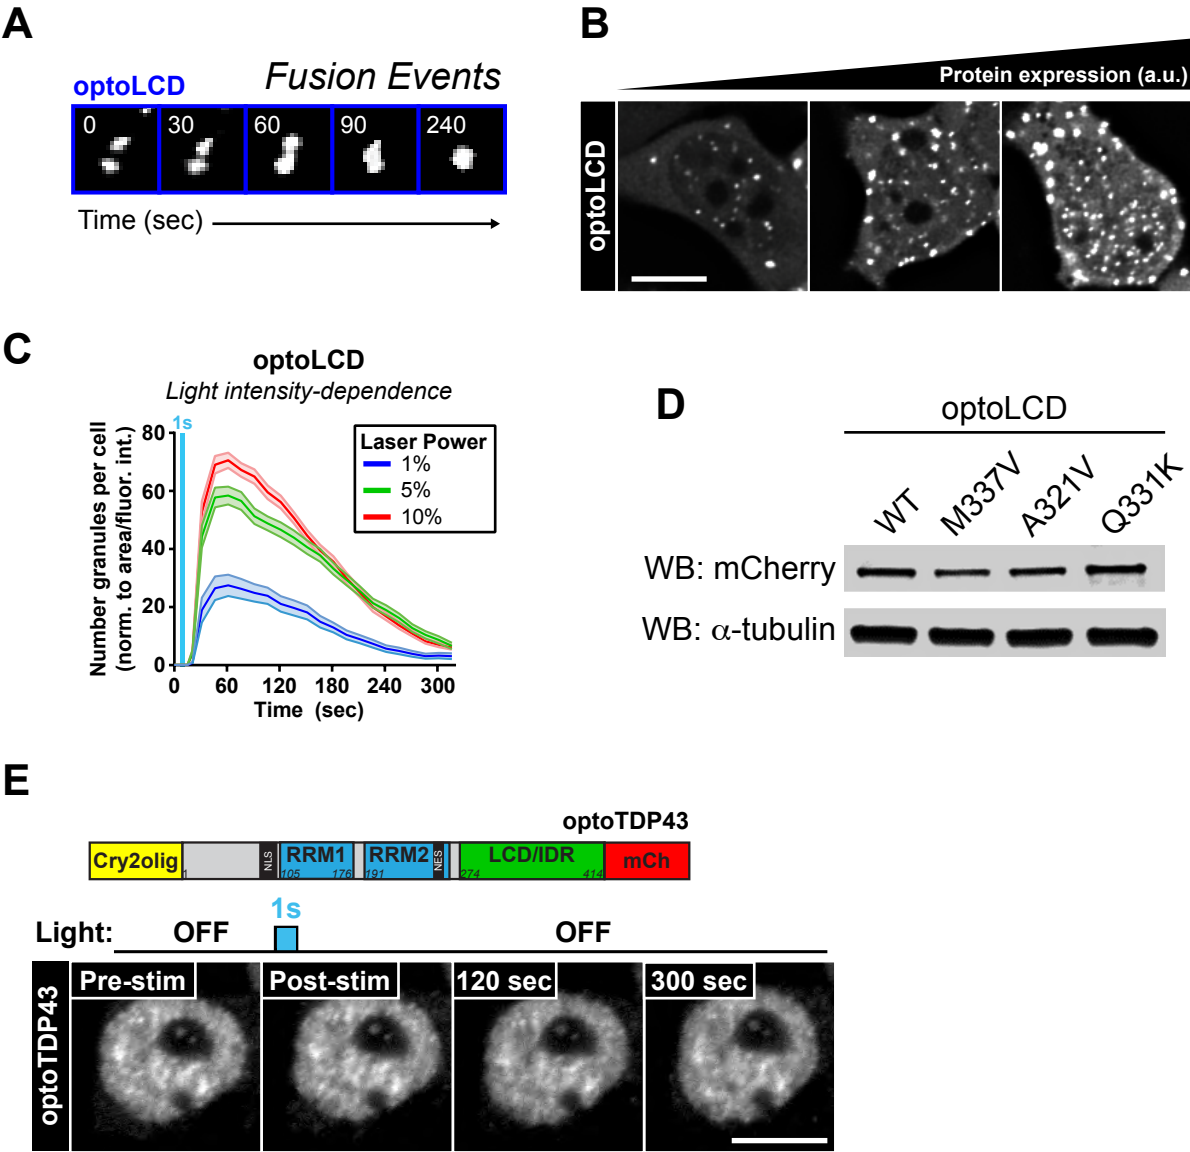 A
optoLCD
Fusion Events
0 30 60 90 240
Time (sec)
B
Protein expression (a.u.)
optoLCD
C
optoLCD
Light intensity-dependence
1s
Number granules per cell
(norm. to area/fluor. int.)
80
60
40
20
0
0 60 120 180 240 300
Time (sec)
Laser Power
1%
5%
10%
D
optoLCD
WT M337V A321V Q331K
WB: mCherry
WB: α-tubulin
E
optoTDP43
Cry2olig NLS RRM1 RRM2 NES LCD/IDR mCh
1 105 176 191 274 414
1s
Light: OFF OFF
optoTDP43
Pre-stim Post-stim 120 sec 300 sec